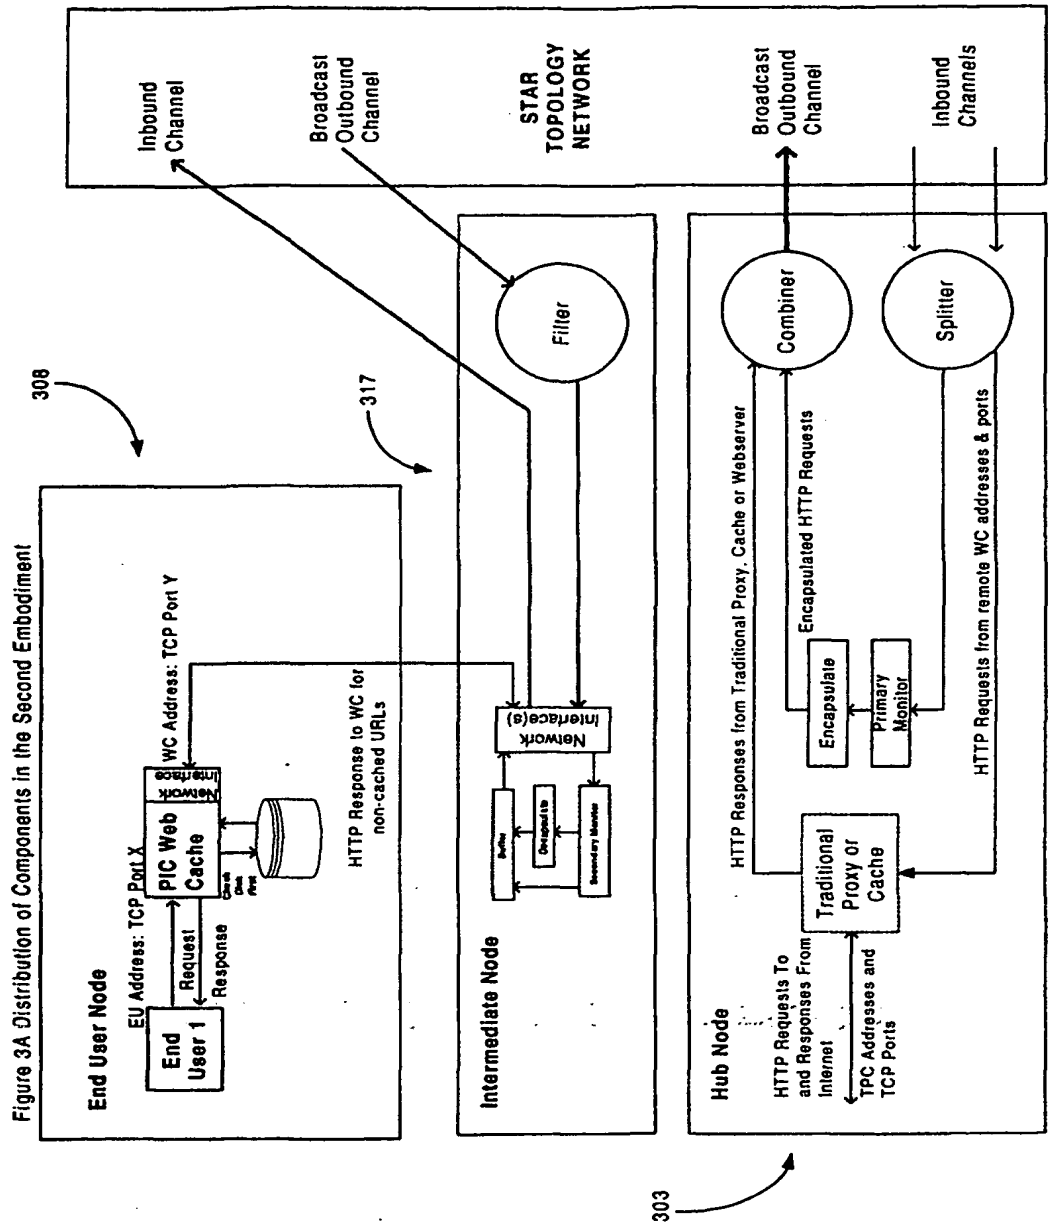 Figure 3A Distribution of Components in the Second Embodiment
308
End User Node
EU Address: TCP Port X
WC Address: TCP Port Y
End
User 1
Request
Response
PIC Web
Cache
Network
Interface
Check
Disk
First
HTTP Response to WC for
non-cached URLs
317
Intermediate Node
Buffer
Decapsulate
Secondary Monitor
Network
Interface(s)
Filter
303
Hub Node
HTTP Requests To
and Responses From
Internet
TPC Addresses and
TCP Ports
Traditional
Proxy or
Cache
HTTP Responses from Traditional Proxy, Cache or Webserver
Encapsulated HTTP Requests
Encapsulate
Primary
Monitor
HTTP Requests from remote WC addresses & ports
Combiner
Splitter
Inbound
Channel
Broadcast
Outbound
Channel
STAR
TOPOLOGY
NETWORK
Broadcast
Outbound
Channel
Inbound
Channels